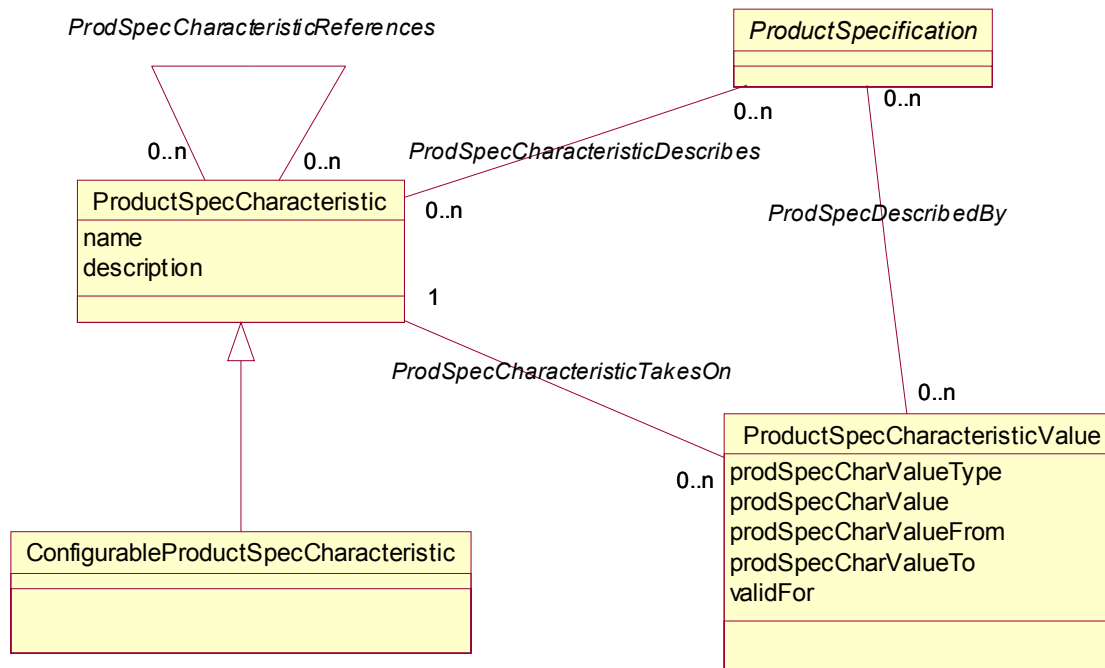 ProdSpecCharacteristicReferences
ProductSpecification
0..n
0..n
0..n
0..n
ProdSpecCharacteristicDescribes
ProductSpecCharacteristic
name
description
0..n
ProdSpecDescribedBy
1
ProdSpecCharacteristicTakesOn
0..n
0..n
ProductSpecCharacteristicValue
prodSpecCharValueType
prodSpecCharValue
prodSpecCharValueFrom
prodSpecCharValueTo
validFor
ConfigurableProductSpecCharacteristic